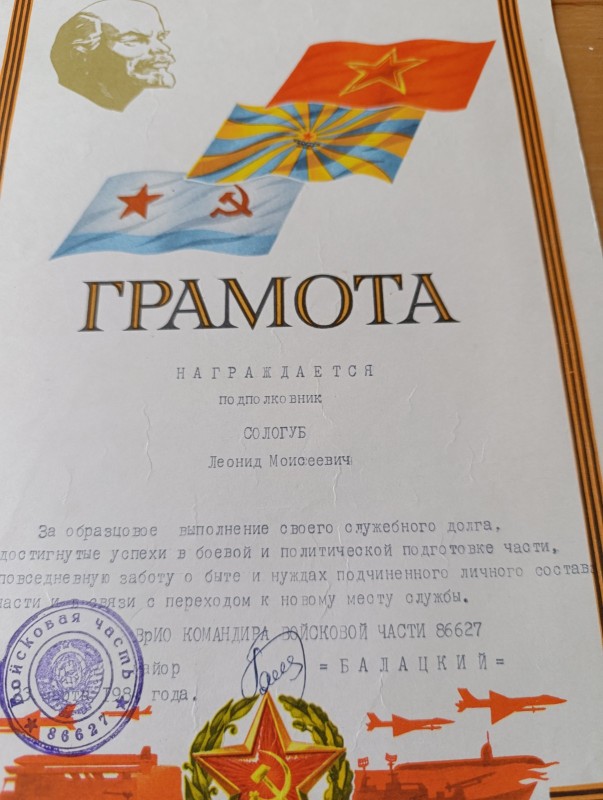 ГРАМОТА
НАГРАЖДАЕТСЯ
подполковник
СОЛОГУБ
Леонид Моисеевич
За образцовое выполнение своего служебного долга,
достигнутые успехи в боевой и политической подготовке части,
повседневную заботу о быте и нуждах подчиненного личного состава
части и в связи с переходом к новому месту службы.
ВрИО КОМАНДИРА ВОЙСКОВОЙ ЧАСТИ 86627
=БАЛАЦКИЙ=
года.
Войсковая часть
86627